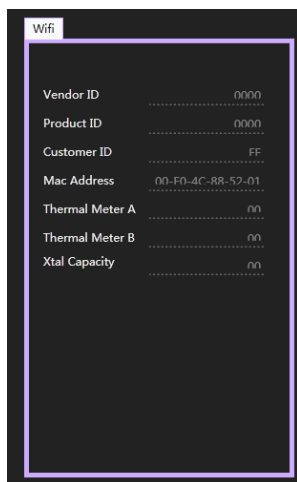 Wifi
Vendor ID 0000
Product ID 0000
Customer ID FF
Mac Address 00-E0-4C-88-52-01
Thermal Meter A 00
Thermal Meter B 00
Xtal Capacity 00